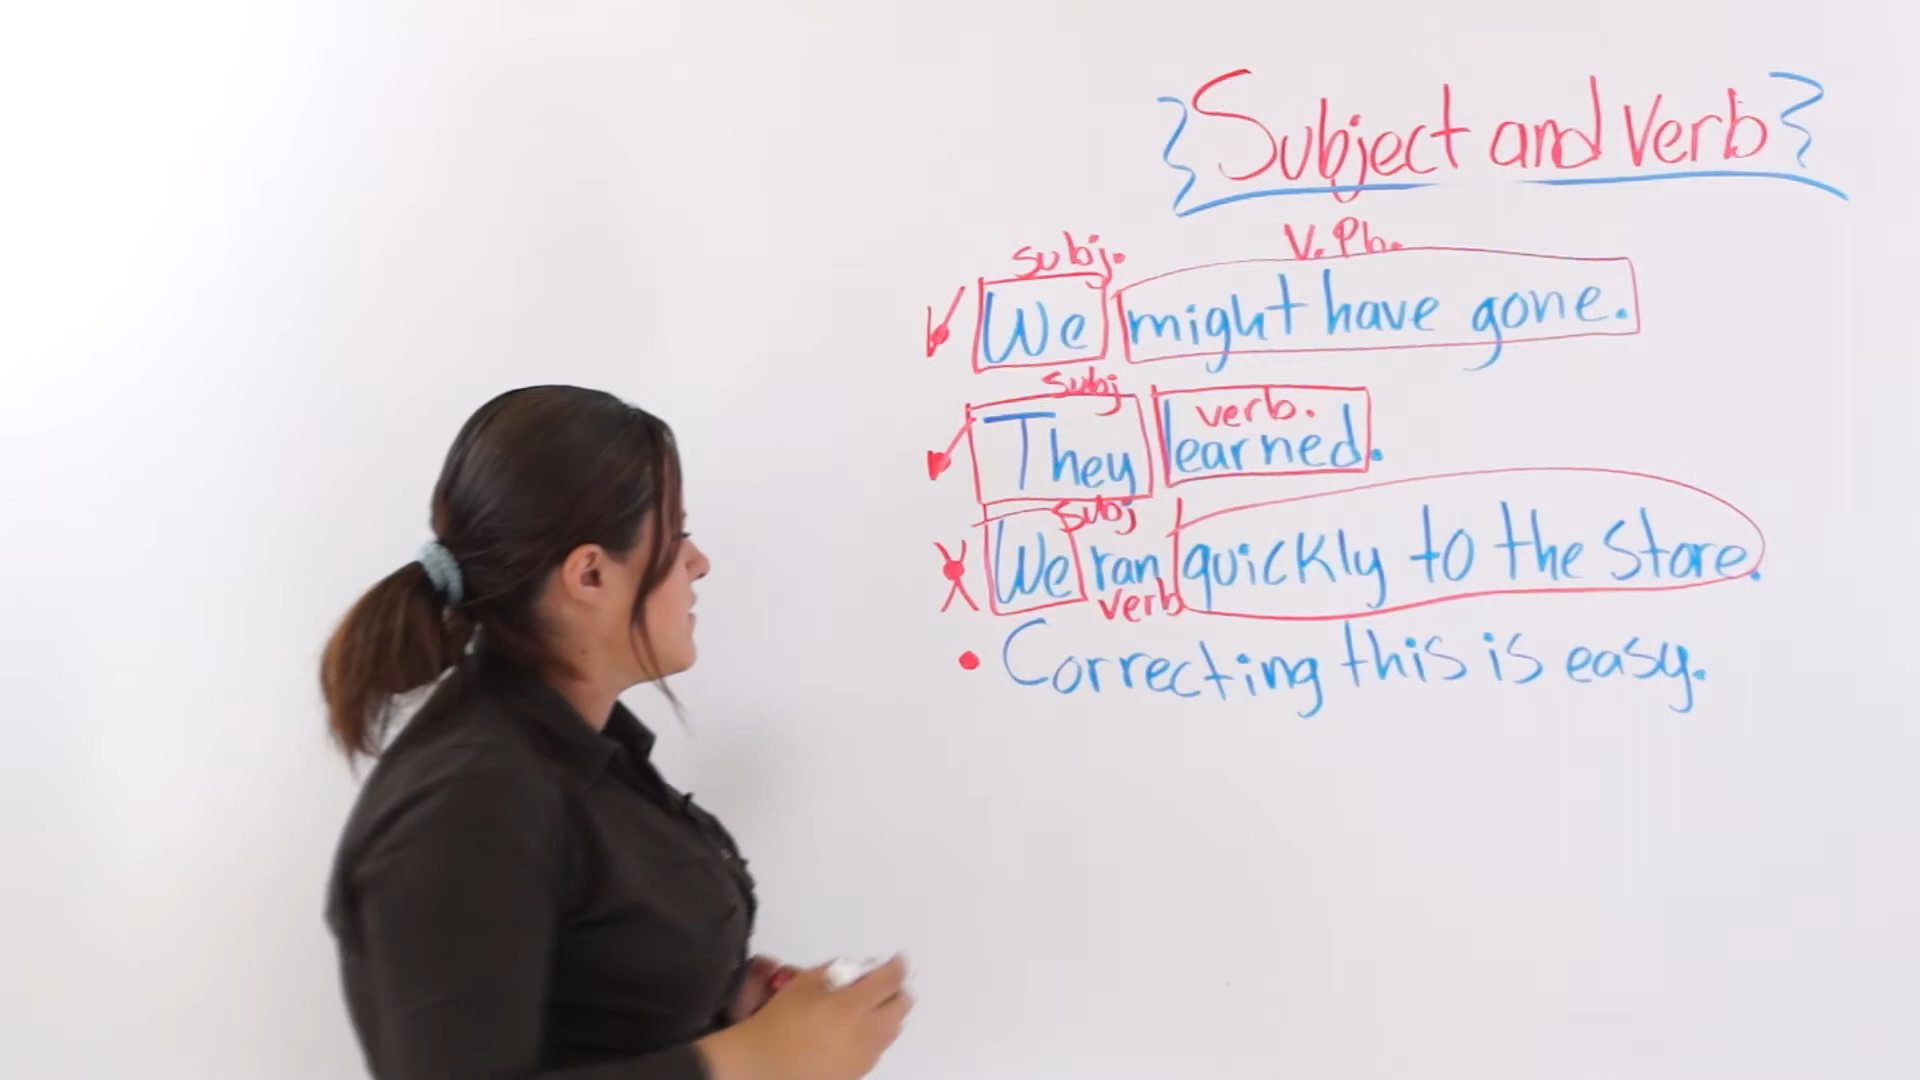 Subject and Verb
subj. V. Ph.
We might have gone.
subj verb.
They learned.
subj
We ran quickly to the store.
verb
Correcting this is easy.